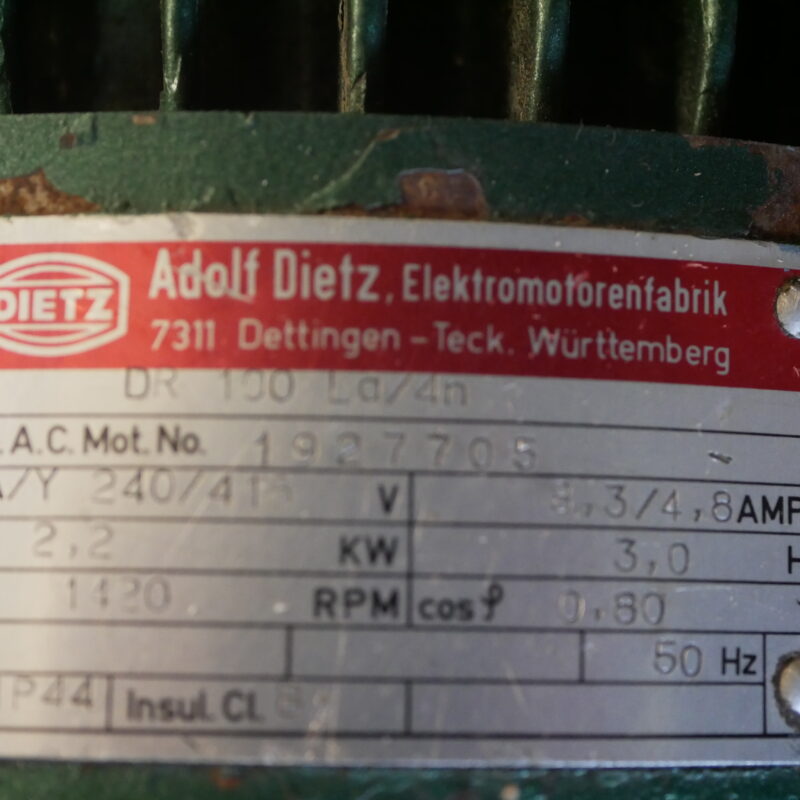 DIETZ
Adolf Dietz, Elektromotorenfabrik
7311 Dettingen – Teck. Württemberg
DR 100 La/4n
A.C. Mot. No. 1927705
/Y 240/415 V 8,3/4,8 AMP
2,2 KW 3,0 H
1420 RPM cos φ 0,80
50 Hz
IP44 Insul. Cl.